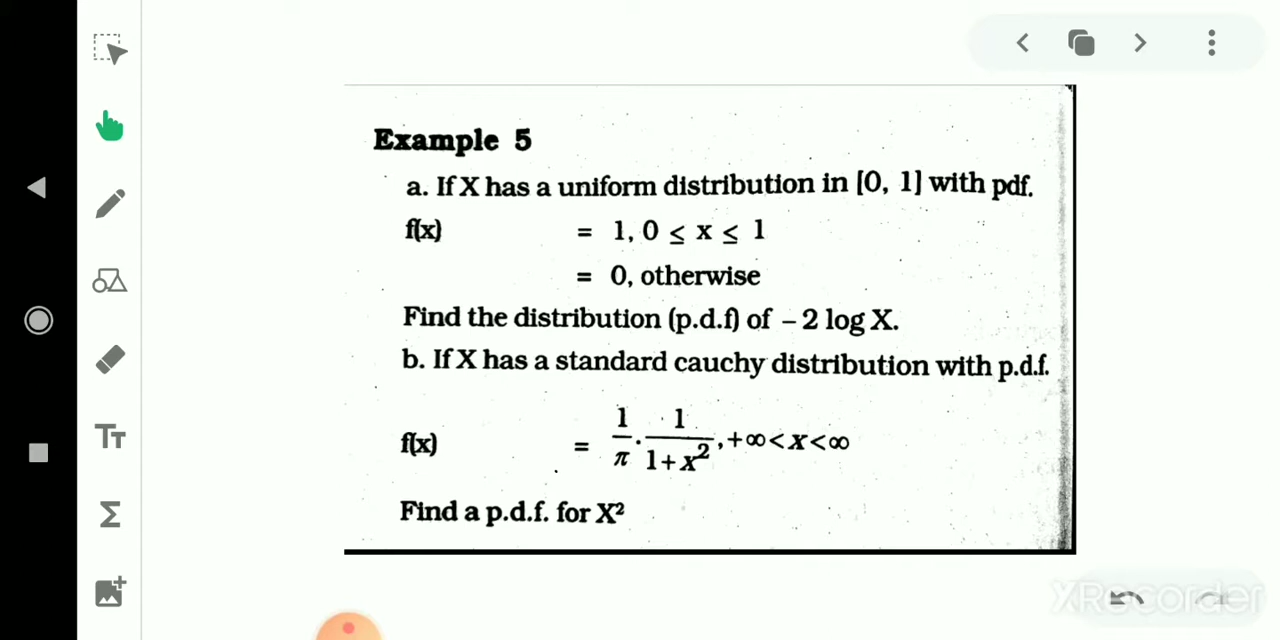 Example 5
a. If X has a uniform distribution in [0, 1] with pdf.
f(x) = 1, 0 ≤ x ≤ 1
= 0, otherwise
Find the distribution (p.d.f) of – 2 log X.
b. If X has a standard cauchy distribution with p.d.f.
f(x) = 1/π · 1/(1+x²), +∞<x<∞
Find a p.d.f. for X²
Tт
Σ
XRecorder